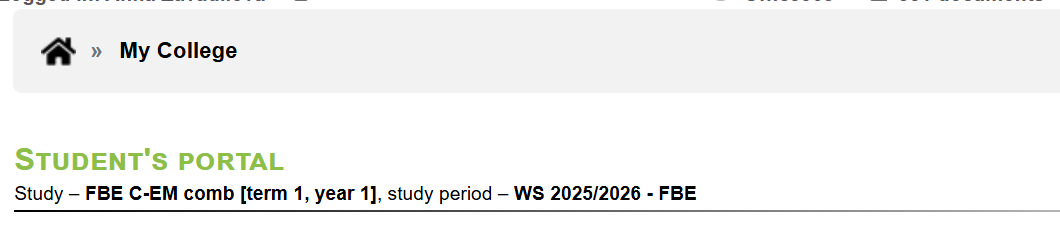 » My College
STUDENT'S PORTAL
Study – FBE C-EM comb [term 1, year 1], study period – WS 2025/2026 - FBE